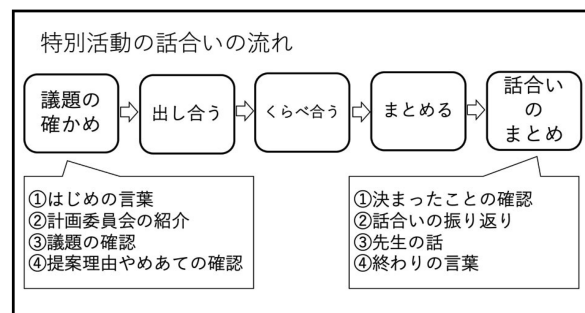 特別活動の話合いの流れ
議題の
確かめ
出し合う
くらべ合う
まとめる
話合い
の
まとめ
①はじめの言葉
②計画委員会の紹介
③議題の確認
④提案理由やめあての確認
①決まったことの確認
②話合いの振り返り
③先生の話
④終わりの言葉